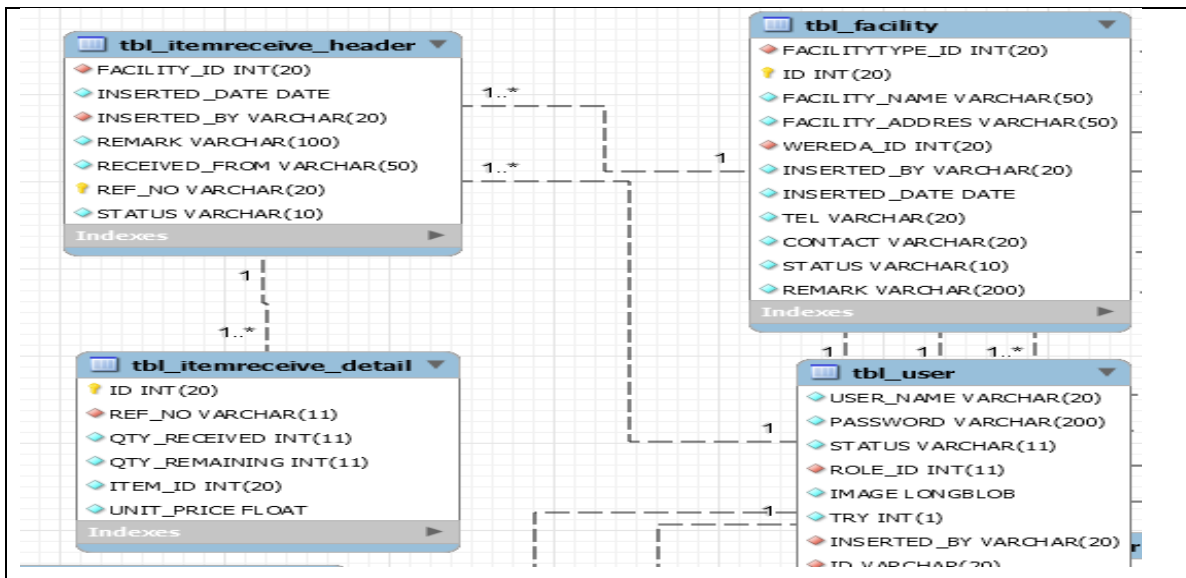 tbl_itemreceive_header
FACILITY_ID INT(20)
INSERTED_DATE DATE
INSERTED_BY VARCHAR(20)
REMARK VARCHAR(100)
RECEIVED_FROM VARCHAR(50)
REF_NO VARCHAR(20)
STATUS VARCHAR(10)
Indexes
1..*
1..*
1
1
1
1..*
tbl_facility
FACILITYTYPE_ID INT(20)
ID INT(20)
FACILITY_NAME VARCHAR(50)
FACILITY_ADDRES VARCHAR(50)
WEREDA_ID INT(20)
INSERTED_BY VARCHAR(20)
INSERTED_DATE DATE
TEL VARCHAR(20)
CONTACT VARCHAR(20)
STATUS VARCHAR(10)
REMARK VARCHAR(200)
Indexes
1
1
1..*
tbl_itemreceive_detail
ID INT(20)
REF_NO VARCHAR(11)
QTY_RECEIVED INT(11)
QTY_REMAINING INT(11)
ITEM_ID INT(20)
UNIT_PRICE FLOAT
Indexes
tbl_user
USER_NAME VARCHAR(20)
PASSWORD VARCHAR(200)
STATUS VARCHAR(11)
ROLE_ID INT(11)
IMAGE LONGBLOB
TRY INT(1)
INSERTED_BY VARCHAR(20)
ID VARCHAR(20)
1